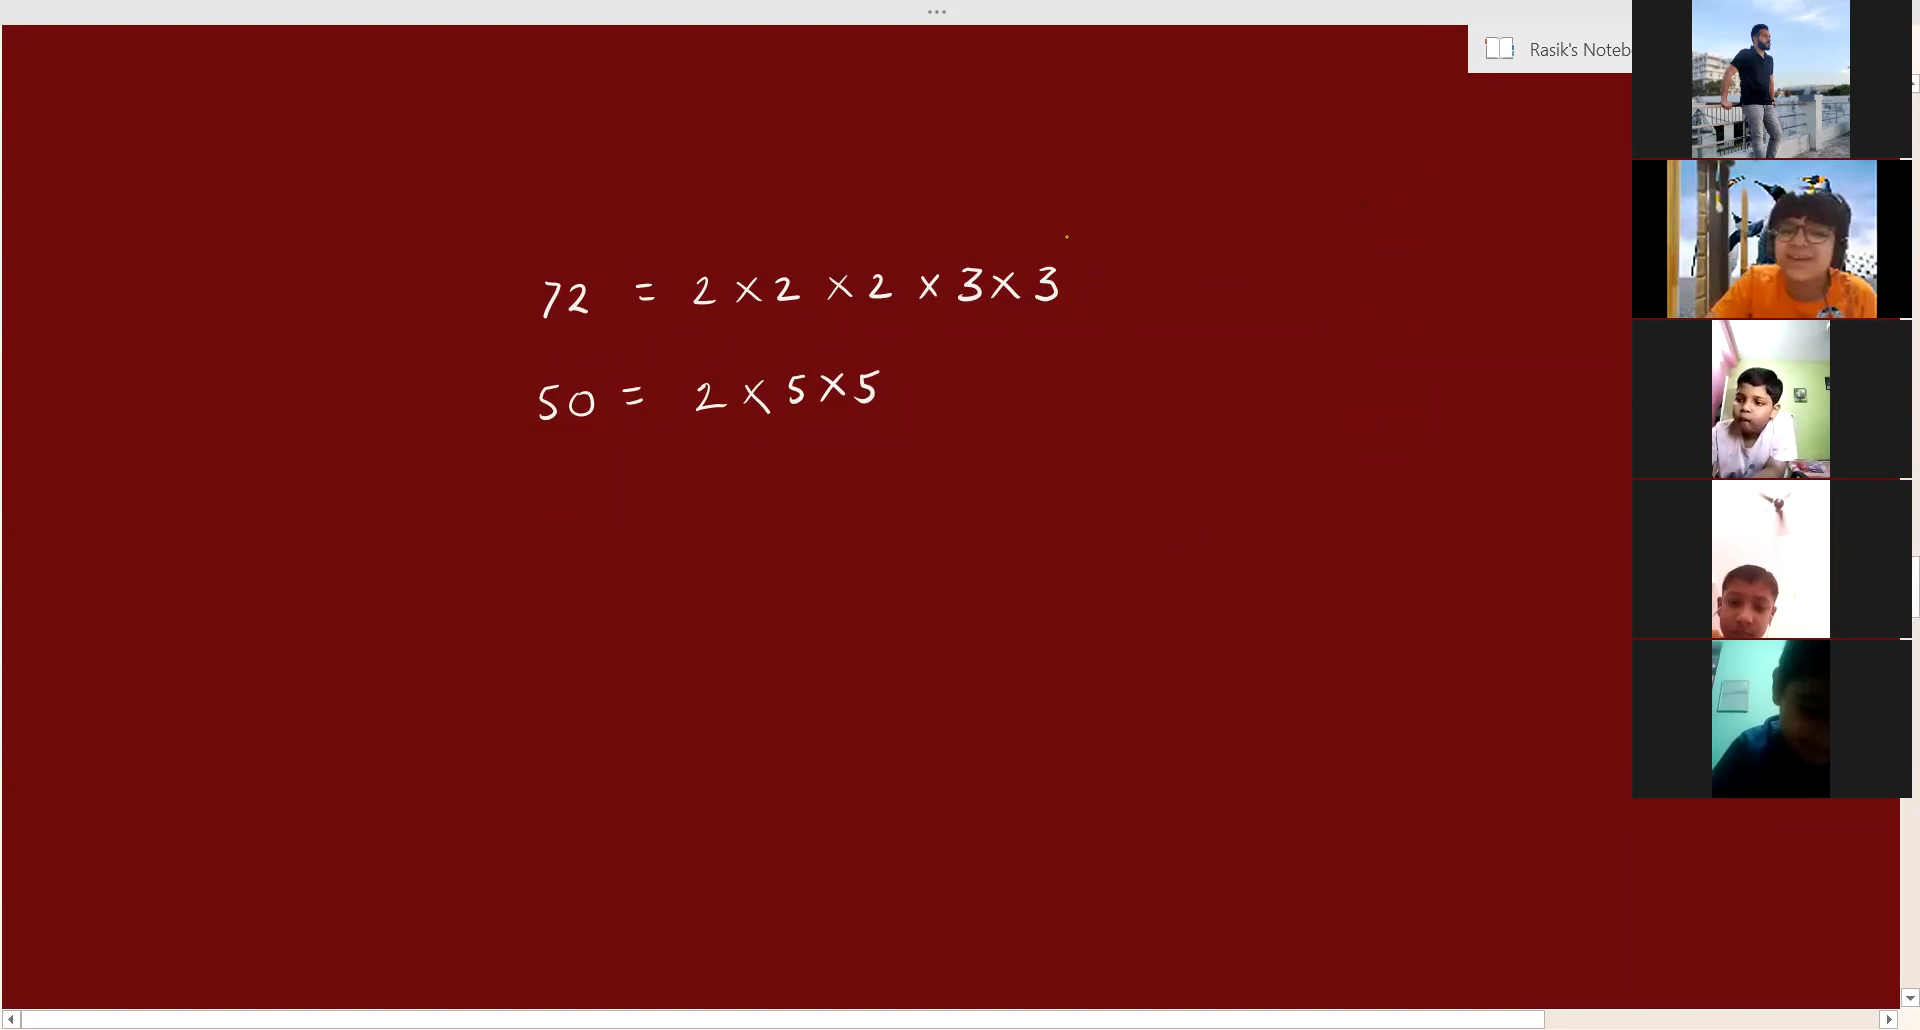 Rasik's Noteb
72 = 2 × 2 × 2 × 3 × 3
50 = 2 × 5 × 5